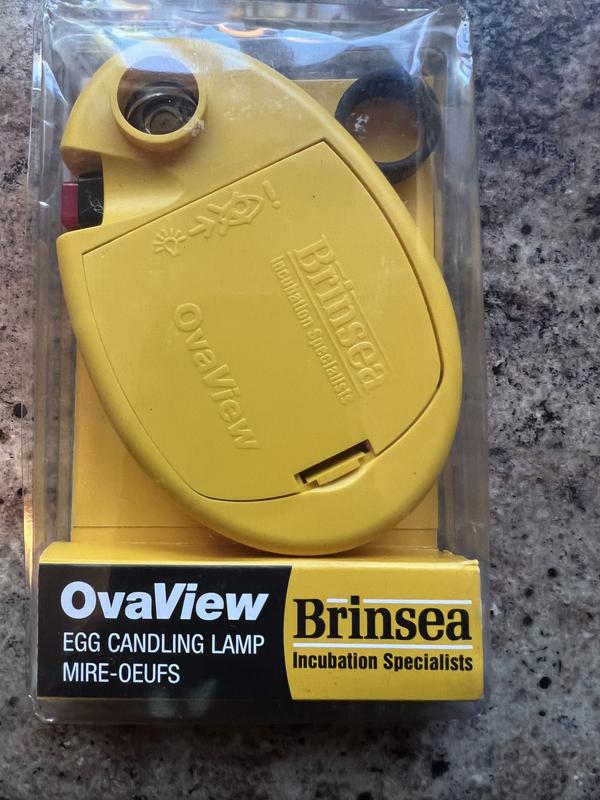 Brinsea
Incubation Specialists
OvaView
OvaView
EGG CANDLING LAMP
MIRE-OEUFS
Brinsea
Incubation Specialists